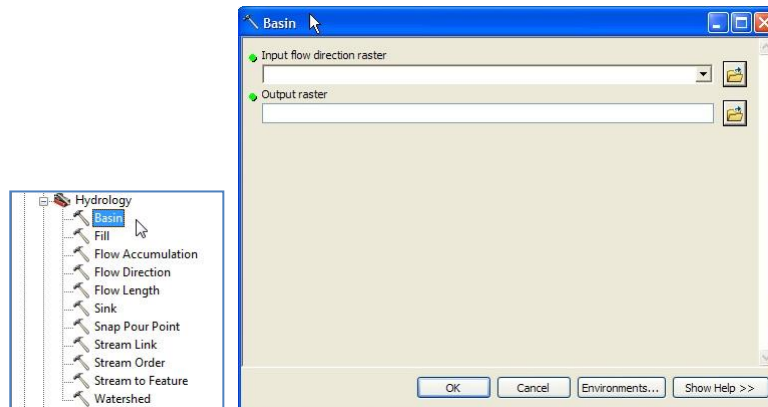 Hydrology
Basin
Fill
Flow Accumulation
Flow Direction
Flow Length
Sink
Snap Pour Point
Stream Link
Stream Order
Stream to Feature
Watershed
Basin
Input flow direction raster
Output raster
OK Cancel Environments... Show Help >>